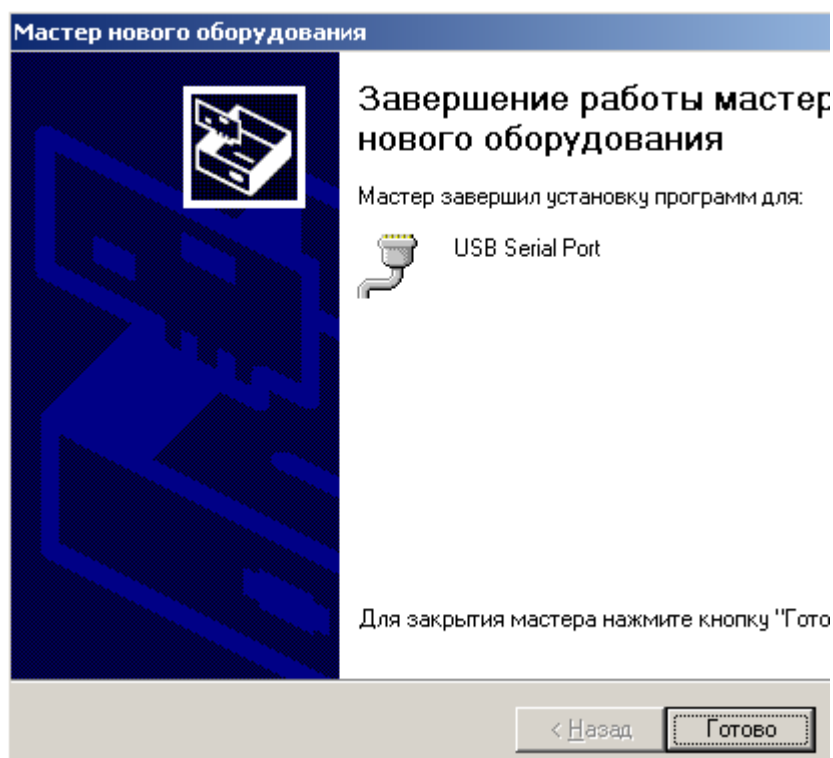 Мастер нового оборудования
Завершение работы мастер
нового оборудования
Мастер завершил установку программ для:
USB Serial Port
Для закрытия мастера нажмите кнопку "Гото
< Назад
Готово